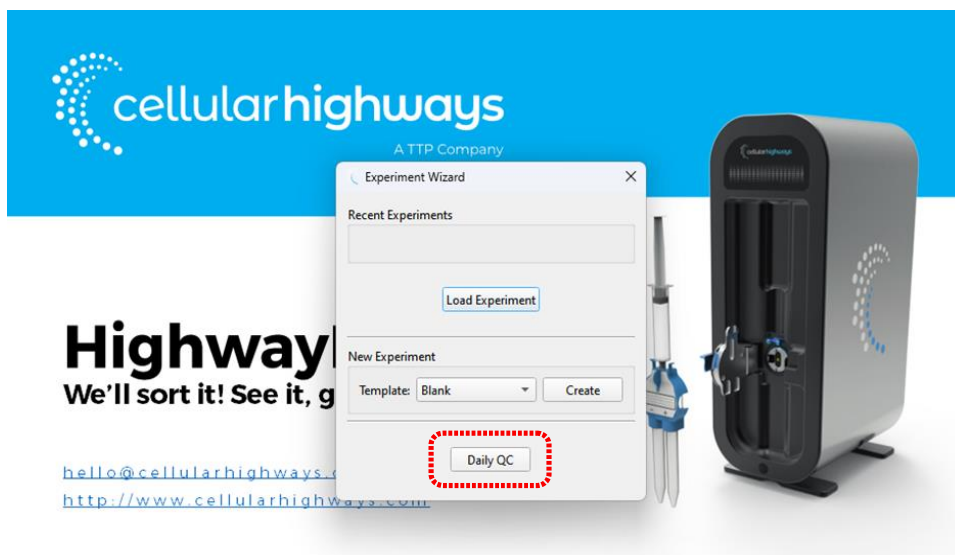 cellularhighways
A TTP Company
cellularhighways
Experiment Wizard
Recent Experiments
Load Experiment
Highway
We'll sort it! See it, g
New Experiment
Template: Blank Create
Daily QC
hello@cellularhighways.
http://www.cellularhighways.com